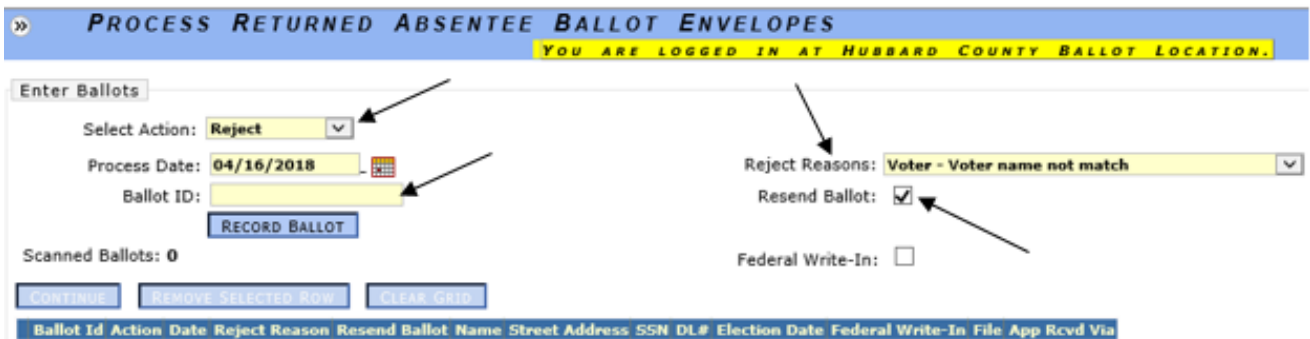 PROCESS RETURNED ABSENTEE BALLOT ENVELOPES
YOU ARE LOGGED IN AT HUBBARD COUNTY BALLOT LOCATION.
Enter Ballots
Select Action: Reject
Process Date: 04/16/2018 Reject Reasons: Voter - Voter name not match
Ballot ID: Resend Ballot:
RECORD BALLOT
Scanned Ballots: 0 Federal Write-In:
CONTINUE REMOVE SELECTED ROW CLEAR GRID
Ballot Id Action Date Reject Reason Resend Ballot Name Street Address SSN DL# Election Date Federal Write-In File App Rcvd Via